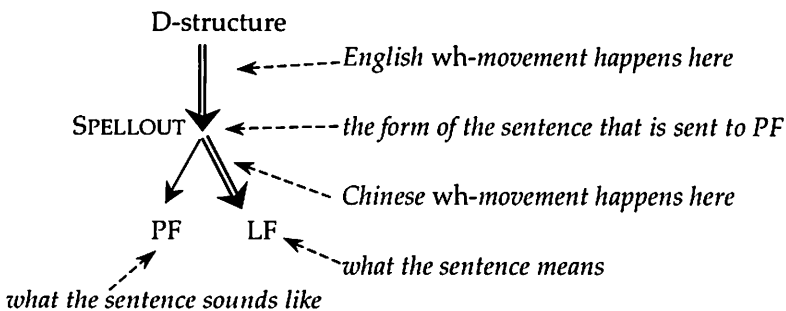 D-structure
English wh-movement happens here
SPELLOUT
the form of the sentence that is sent to PF
Chinese wh-movement happens here
PF
LF
what the sentence means
what the sentence sounds like